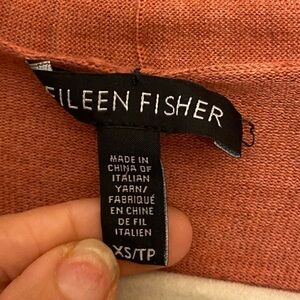 EILEEN FISHER
MADE IN
CHINA OF
ITALIAN
YARN/
FABRIQUÉ
EN CHINE
DE FIL
ITALIEN
XS/TP